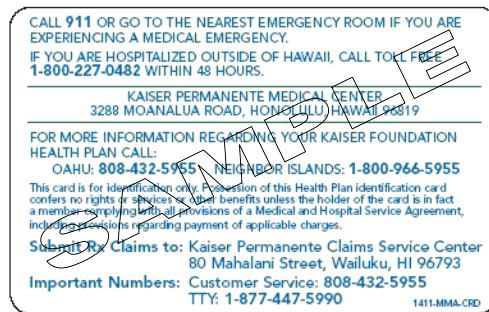 CALL 911 OR GO TO THE NEAREST EMERGENCY ROOM IF YOU ARE
EXPERIENCING A MEDICAL EMERGENCY.
IF YOU ARE HOSPITALIZED OUTSIDE OF HAWAII, CALL TOLL FREE
1-800-227-0482 WITHIN 48 HOURS.
KAISER PERMANENTE MEDICAL CENTER
3288 MOANALUA ROAD, HONOLULU, HAWAII 96819
FOR MORE INFORMATION REGARDING YOUR KAISER FOUNDATION
HEALTH PLAN CALL:
OAHU: 808-432-5955 NEIGHBOR ISLANDS: 1-800-966-5955
This card is for identification only. Possession of this Health Plan identification card
confers no rights or services or other benefits unless the holder of the card is in fact
a member complying with all provisions of a Medical and Hospital Service Agreement,
including provisions regarding payment of applicable charges.
Submit Rx Claims to: Kaiser Permanente Claims Service Center
80 Mahalani Street, Wailuku, HI 96793
Important Numbers: Customer Service: 808-432-5955
TTY: 1-877-447-5990
1411-MMA-CRD
SAMPLE